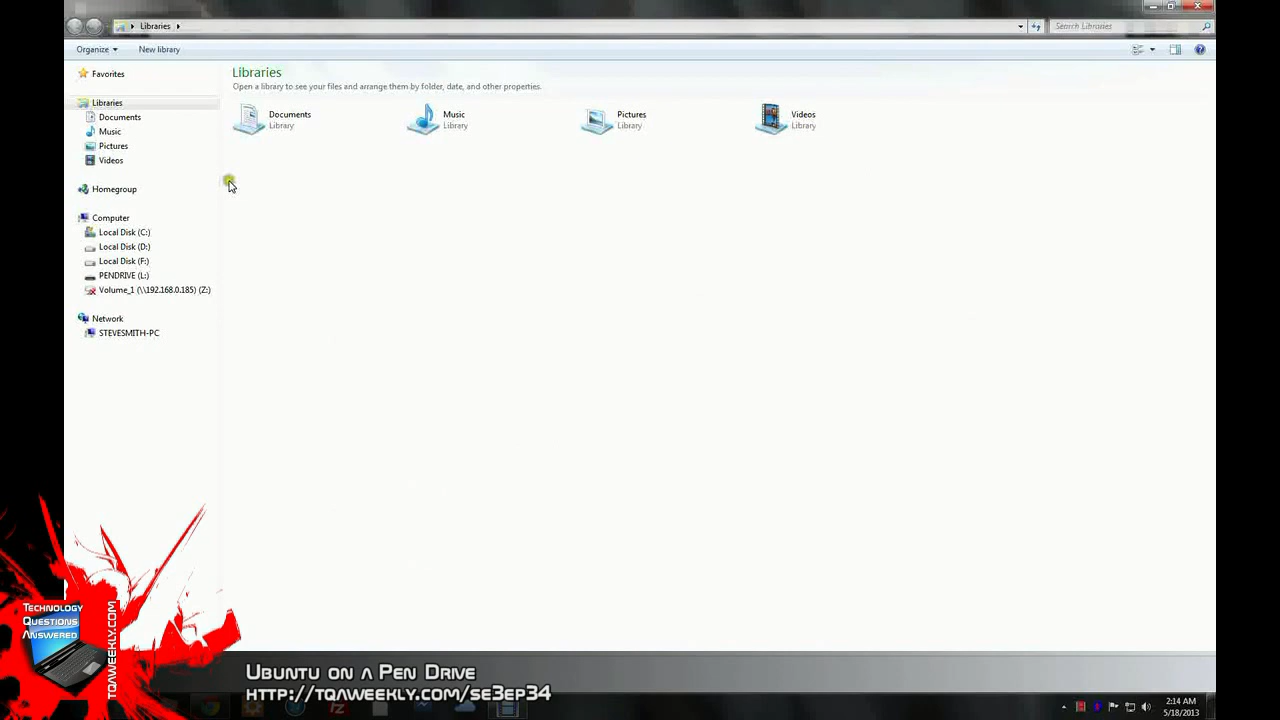 Libraries
Search Libraries
Organize
New library
Favorites
Libraries
Documents
Music
Pictures
Videos
Homegroup
Computer
Local Disk (C:)
Local Disk (D:)
Local Disk (F:)
PENDRIVE (L:)
Volume_1 (\\192.168.0.185) (Z:)
Network
STEVESMITH-PC
Libraries
Open a library to see your files and arrange them by folder, date, and other properties.
Documents
Library
Music
Library
Pictures
Library
Videos
Library
Technology
Questions
Answered
TQAWEEKLY.COM
Ubuntu on a Pen Drive
http://tqaweekly.com/se3ep34
2:14 AM
5/18/2013